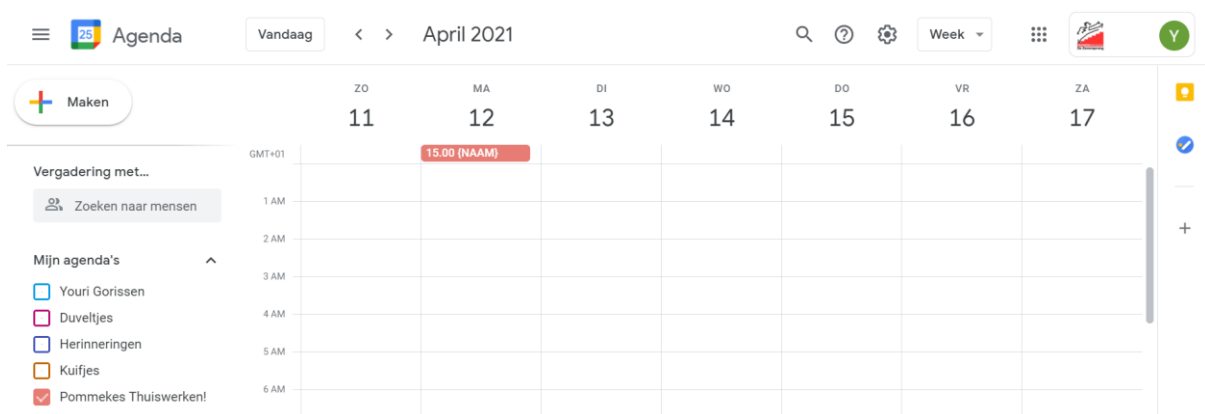 25 Agenda Vandaag April 2021 Week Y
Maken
ZO MA DI WO DO VR ZA
11 12 13 14 15 16 17
GMT+01 15.00 {NAAM}
Vergadering met...
Zoeken naar mensen
1 AM
2 AM
Mijn agenda's
3 AM
Youri Gorissen
Duveltjes
4 AM
Herinneringen
5 AM
Kuifjes
6 AM
Pommekes Thuiswerken!